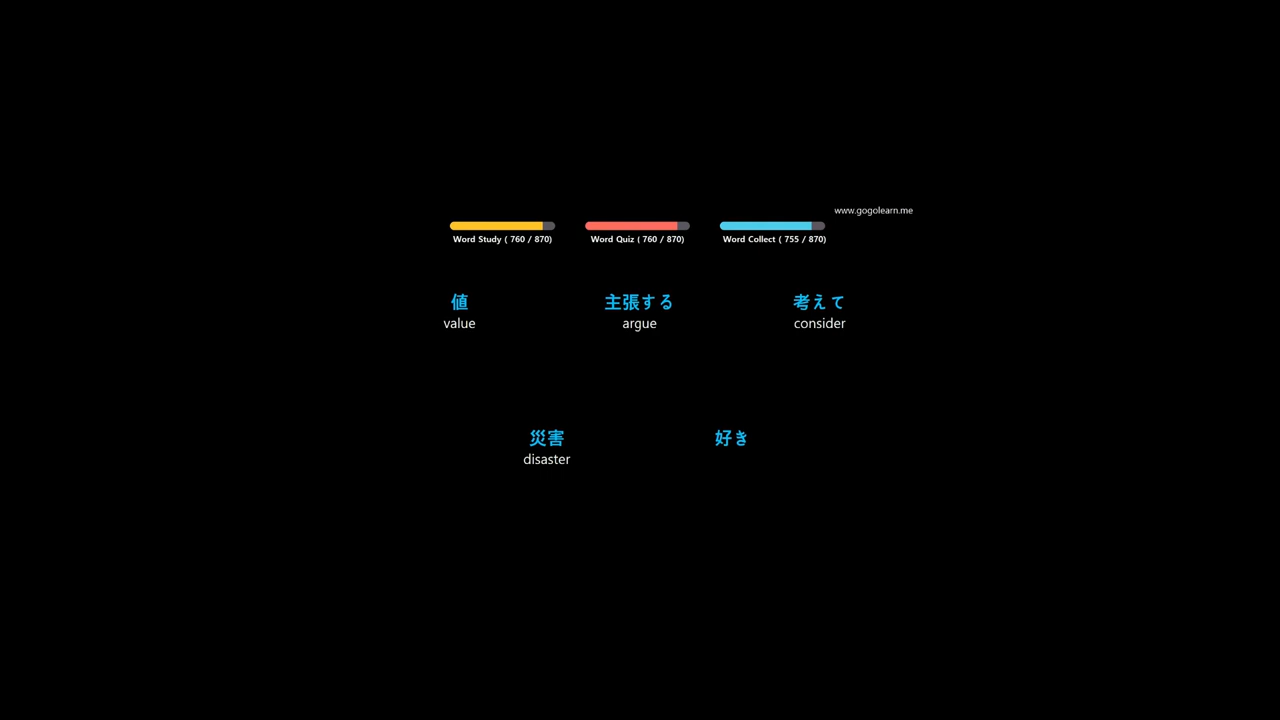 www.gogolearn.me
Word Study ( 760 / 870)
Word Quiz ( 760 / 870)
Word Collect ( 755 / 870)
値
value
主張する
argue
考えて
consider
災害
disaster
好き